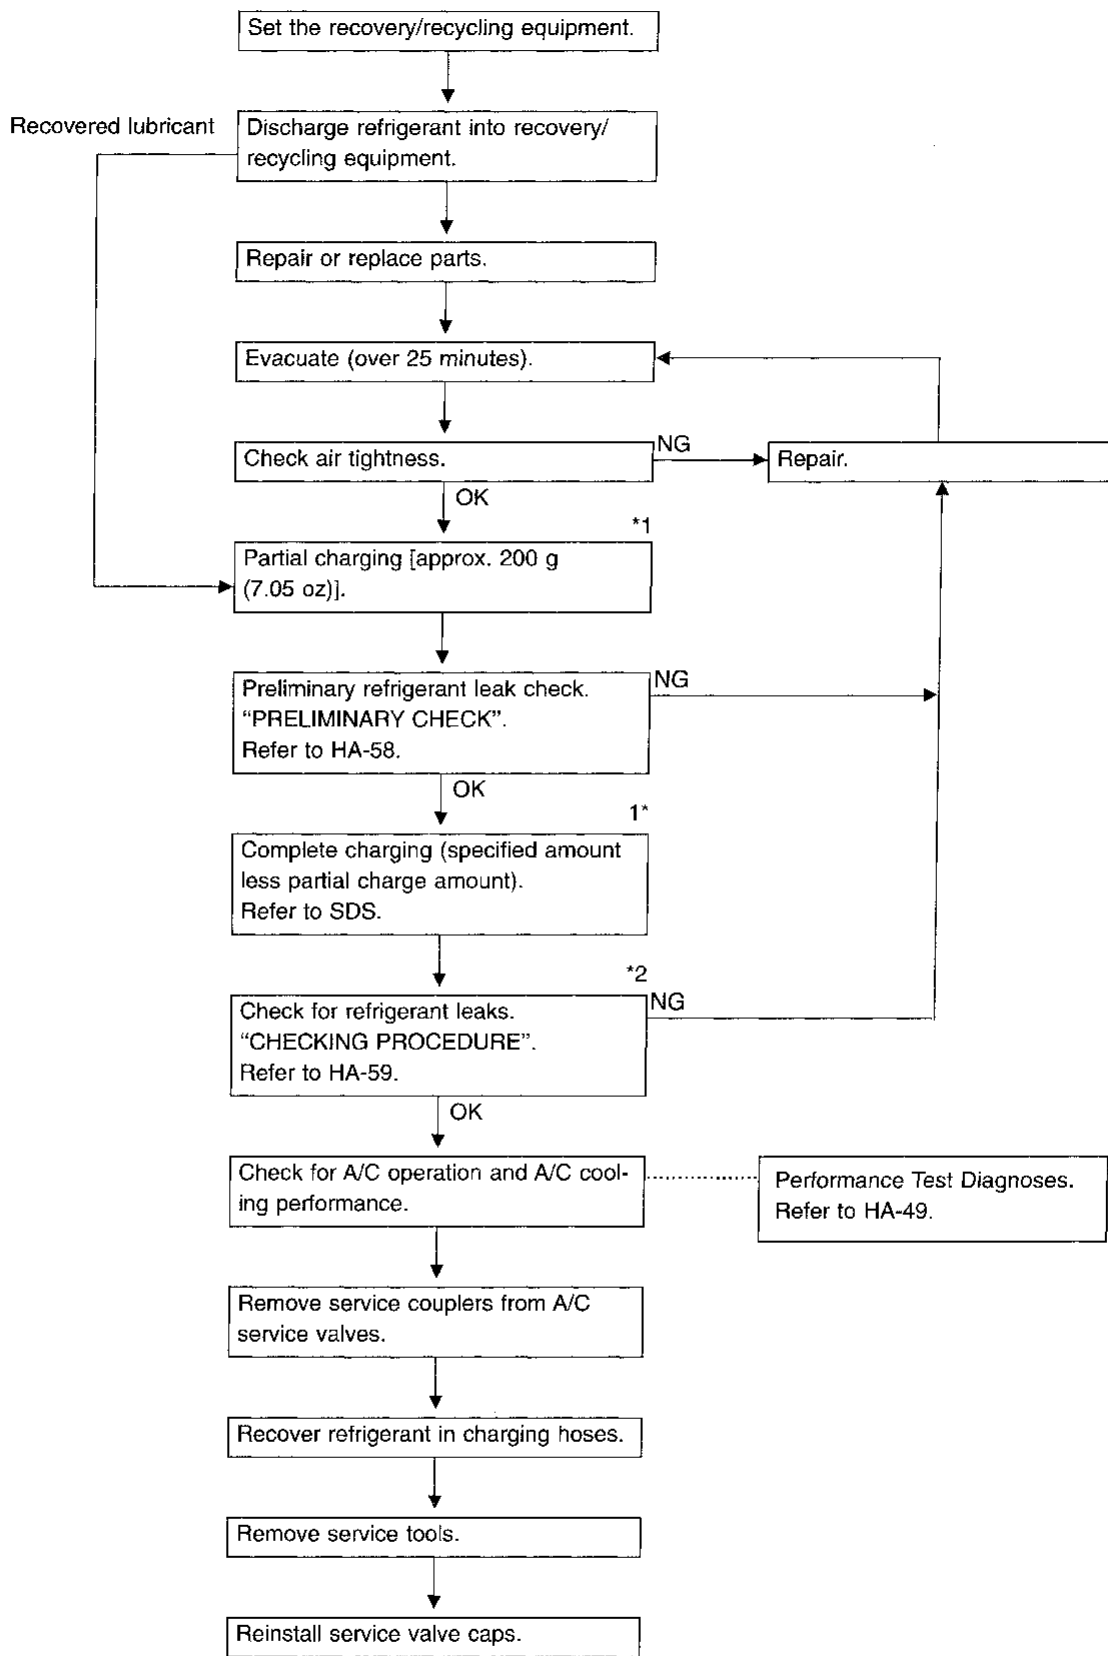 Set the recovery/recycling equipment.
Recovered lubricant
Discharge refrigerant into recovery/
recycling equipment.
Repair or replace parts.
Evacuate (over 25 minutes).
Check air tightness.
NG
Repair.
OK
*1
Partial charging [approx. 200 g
(7.05 oz)].
Preliminary refrigerant leak check.
“PRELIMINARY CHECK”.
Refer to HA-58.
NG
OK
1*
Complete charging (specified amount
less partial charge amount).
Refer to SDS.
*2
Check for refrigerant leaks.
“CHECKING PROCEDURE”.
Refer to HA-59.
NG
OK
Check for A/C operation and A/C cool-
ing performance.
Performance Test Diagnoses.
Refer to HA-49.
Remove service couplers from A/C
service valves.
Recover refrigerant in charging hoses.
Remove service tools.
Reinstall service valve caps.